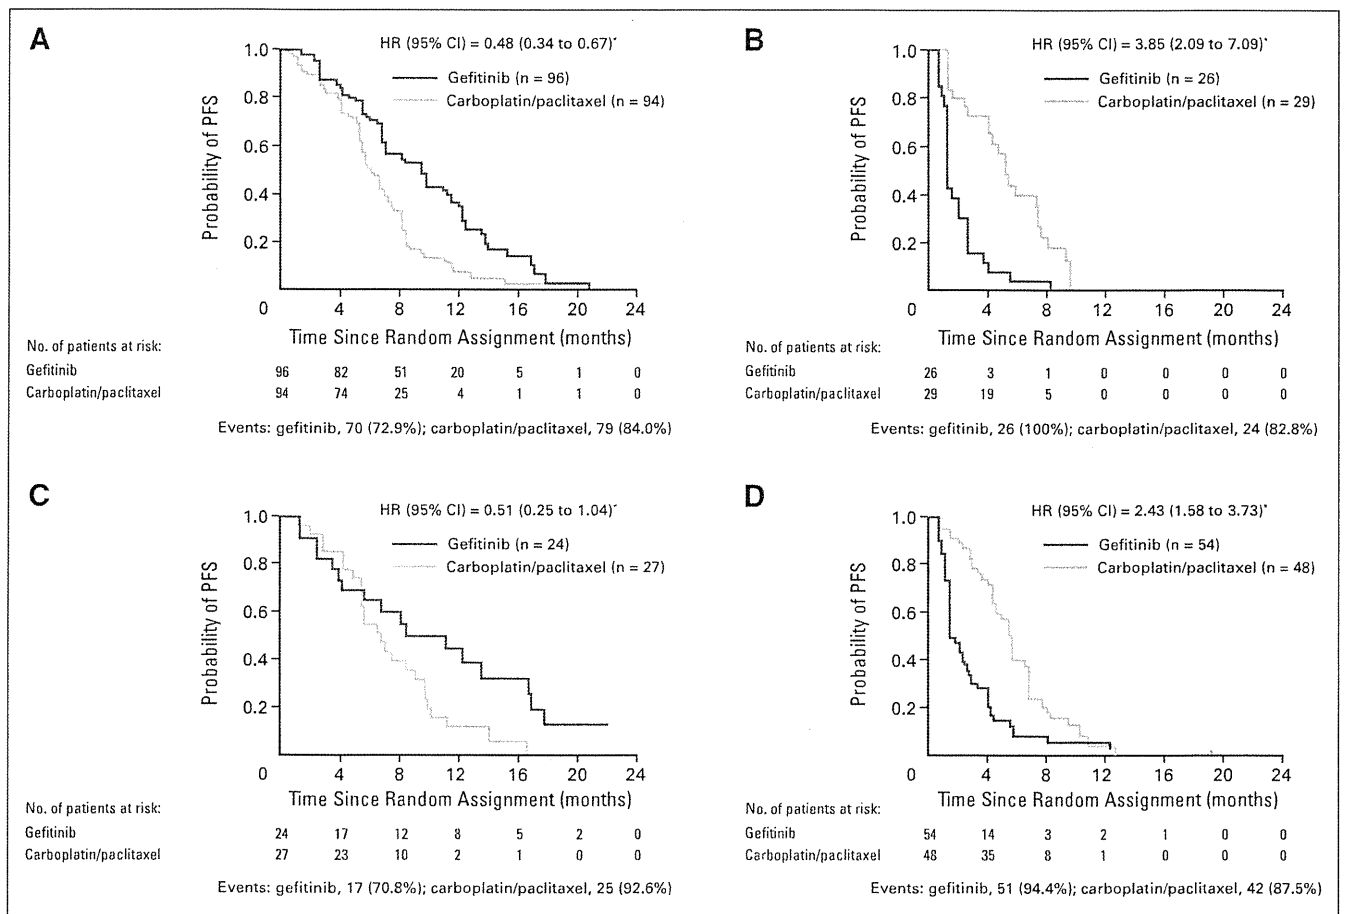 A
HR (95% CI) = 0.48 (0.34 to 0.67)*
Gefitinib (n = 96)
Carboplatin/paclitaxel (n = 94)
Probability of PFS
1.0
0.8
0.6
0.4
0.2
0 4 8 12 16 20 24
Time Since Random Assignment (months)
No. of patients at risk:
Gefitinib 96 82 51 20 5 1 0
Carboplatin/paclitaxel 94 74 25 4 1 1 0
Events: gefitinib, 70 (72.9%); carboplatin/paclitaxel, 79 (84.0%)
B
HR (95% CI) = 3.85 (2.09 to 7.09)*
Gefitinib (n = 26)
Carboplatin/paclitaxel (n = 29)
Probability of PFS
1.0
0.8
0.6
0.4
0.2
0 4 8 12 16 20 24
Time Since Random Assignment (months)
No. of patients at risk:
Gefitinib 26 3 1 0 0 0 0
Carboplatin/paclitaxel 29 19 5 0 0 0 0
Events: gefitinib, 26 (100%); carboplatin/paclitaxel, 24 (82.8%)
C
HR (95% CI) = 0.51 (0.25 to 1.04)*
Gefitinib (n = 24)
Carboplatin/paclitaxel (n = 27)
Probability of PFS
1.0
0.8
0.6
0.4
0.2
0 4 8 12 16 20 24
Time Since Random Assignment (months)
No. of patients at risk:
Gefitinib 24 17 12 8 5 2 0
Carboplatin/paclitaxel 27 23 10 2 1 0 0
Events: gefitinib, 17 (70.8%); carboplatin/paclitaxel, 25 (92.6%)
D
HR (95% CI) = 2.43 (1.58 to 3.73)*
Gefitinib (n = 54)
Carboplatin/paclitaxel (n = 48)
Probability of PFS
1.0
0.8
0.6
0.4
0.2
0 4 8 12 16 20 24
Time Since Random Assignment (months)
No. of patients at risk:
Gefitinib 54 14 3 2 1 0 0
Carboplatin/paclitaxel 48 35 8 1 0 0 0
Events: gefitinib, 51 (94.4%); carboplatin/paclitaxel, 42 (87.5%)